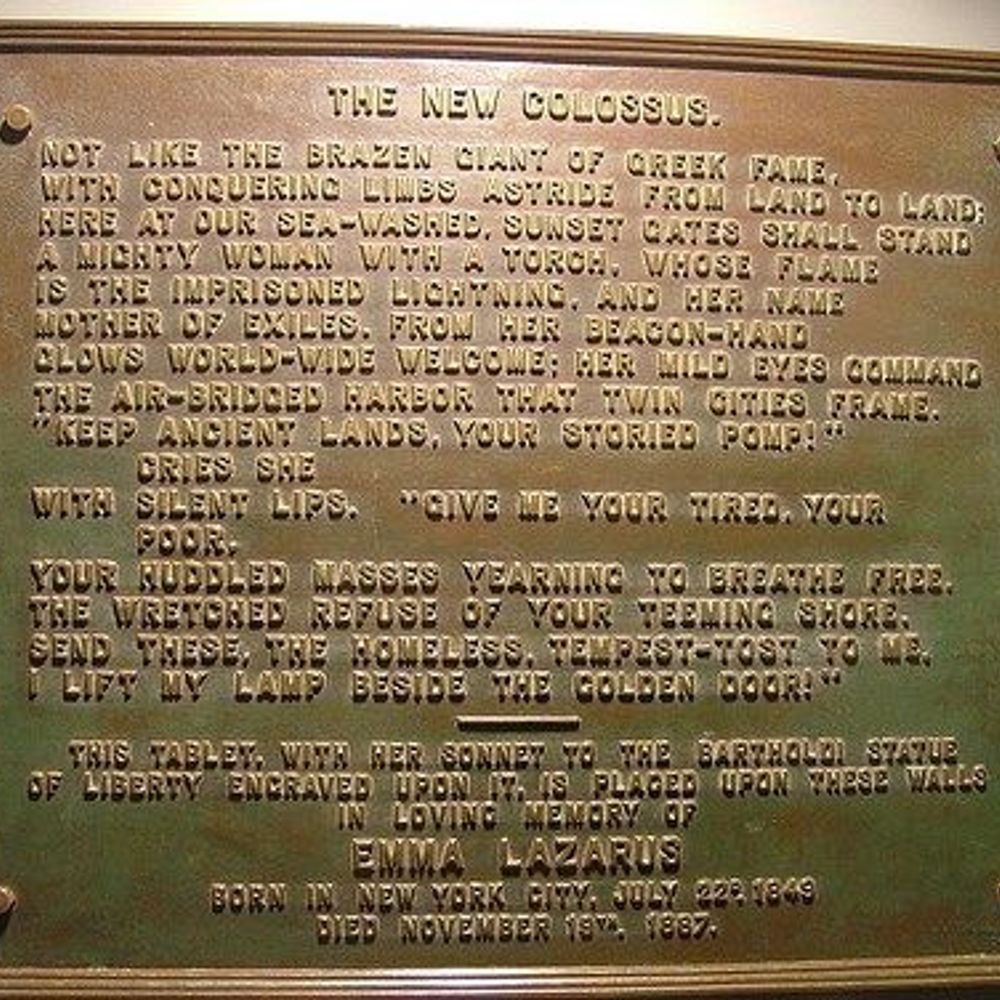 THE NEW COLOSSUS.
NOT LIKE THE BRAZEN GIANT OF GREEK FAME,
WITH CONQUERING LIMBS ASTRIDE FROM LAND TO LAND;
HERE AT OUR SEA-WASHED, SUNSET GATES SHALL STAND
A MIGHTY WOMAN WITH A TORCH, WHOSE FLAME
IS THE IMPRISONED LIGHTNING, AND HER NAME
MOTHER OF EXILES. FROM HER BEACON-HAND
GLOWS WORLD-WIDE WELCOME; HER MILD EYES COMMAND
THE AIR-BRIDGED HARBOR THAT TWIN CITIES FRAME.
"KEEP ANCIENT LANDS, YOUR STORIED POMP!"
CRIES SHE
WITH SILENT LIPS. "GIVE ME YOUR TIRED, YOUR
POOR,
YOUR HUDDLED MASSES YEARNING TO BREATHE FREE,
THE WRETCHED REFUSE OF YOUR TEEMING SHORE,
SEND THESE, THE HOMELESS, TEMPEST-TOST TO ME,
I LIFT MY LAMP BESIDE THE GOLDEN DOOR!"
THIS TABLET, WITH HER SONNET TO THE BARTHOLDI STATUE
OF LIBERTY ENGRAVED UPON IT, IS PLACED UPON THESE WALLS
IN LOVING MEMORY OF
EMMA LAZARUS
BORN IN NEW YORK CITY, JULY 22D, 1849
DIED NOVEMBER 19TH, 1887.